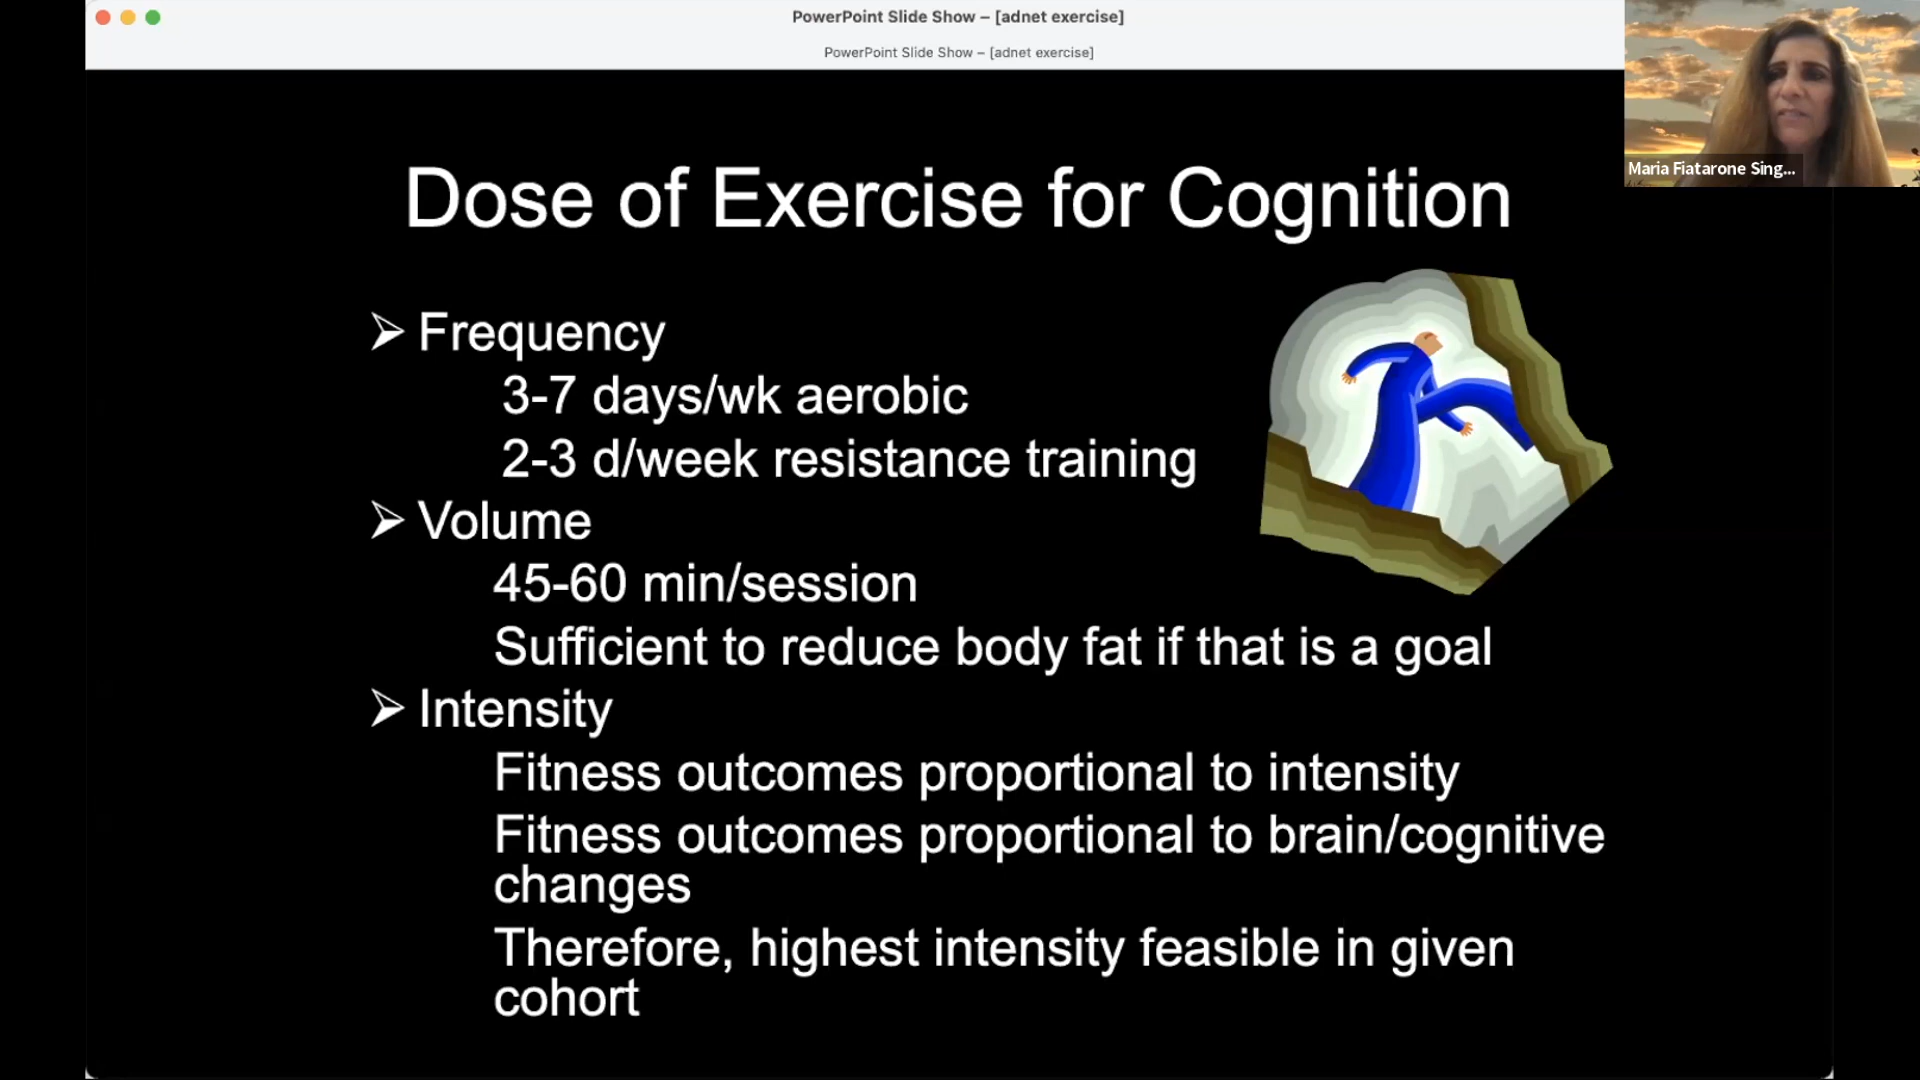 PowerPoint Slide Show – [adnet exercise]
PowerPoint Slide Show – [adnet exercise]
Maria Fiatarone Sing...
Dose of Exercise for Cognition
➢ Frequency
3-7 days/wk aerobic
2-3 d/week resistance training
➢ Volume
45-60 min/session
Sufficient to reduce body fat if that is a goal
➢ Intensity
Fitness outcomes proportional to intensity
Fitness outcomes proportional to brain/cognitive
changes
Therefore, highest intensity feasible in given
cohort